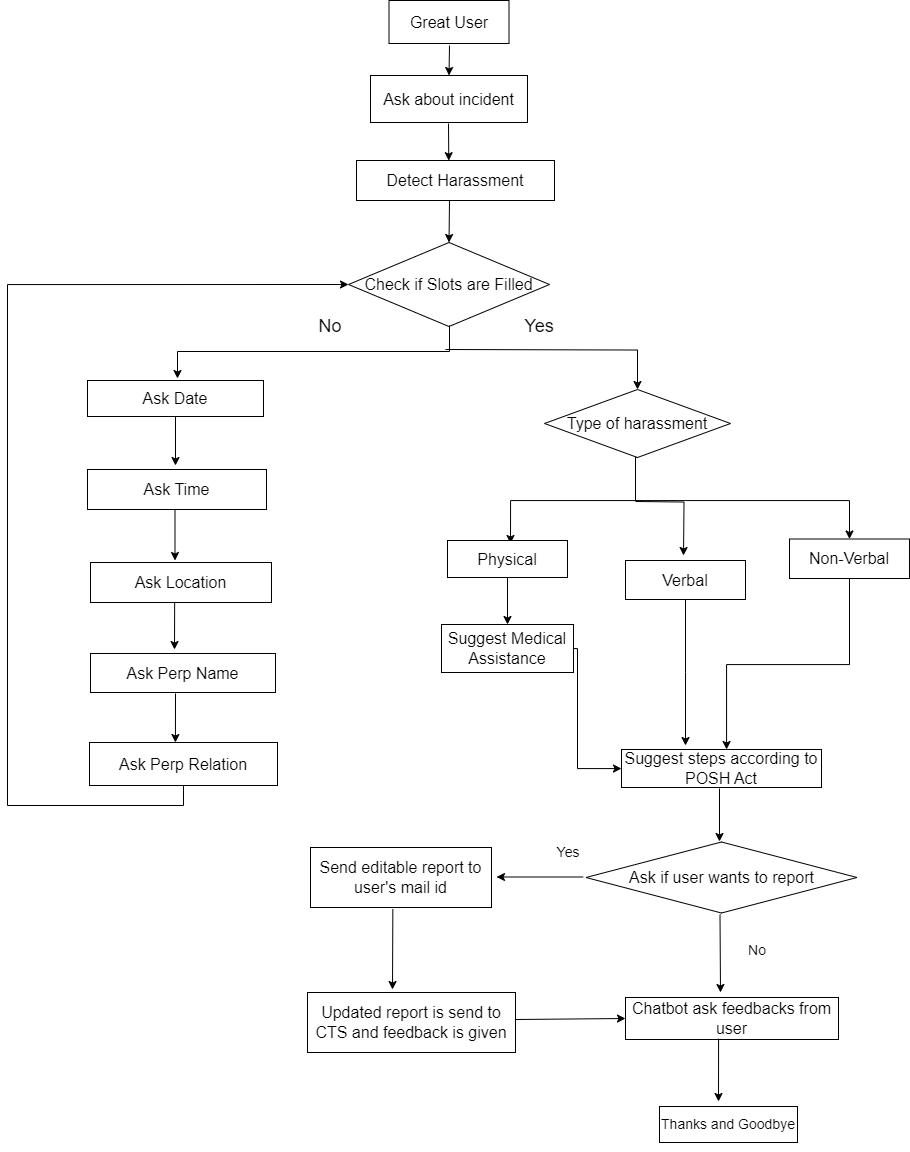 Great User
Ask about incident
Detect Harassment
Check if Slots are Filled
No
Yes
Ask Date
Type of harassment
Ask Time
Physical
Verbal
Non-Verbal
Ask Location
Suggest Medical
Assistance
Ask Perp Name
Ask Perp Relation
Suggest steps according to
POSH Act
Yes
Ask if user wants to report
Send editable report to
user's mail id
No
Updated report is send to
CTS and feedback is given
Chatbot ask feedbacks from
user
Thanks and Goodbye